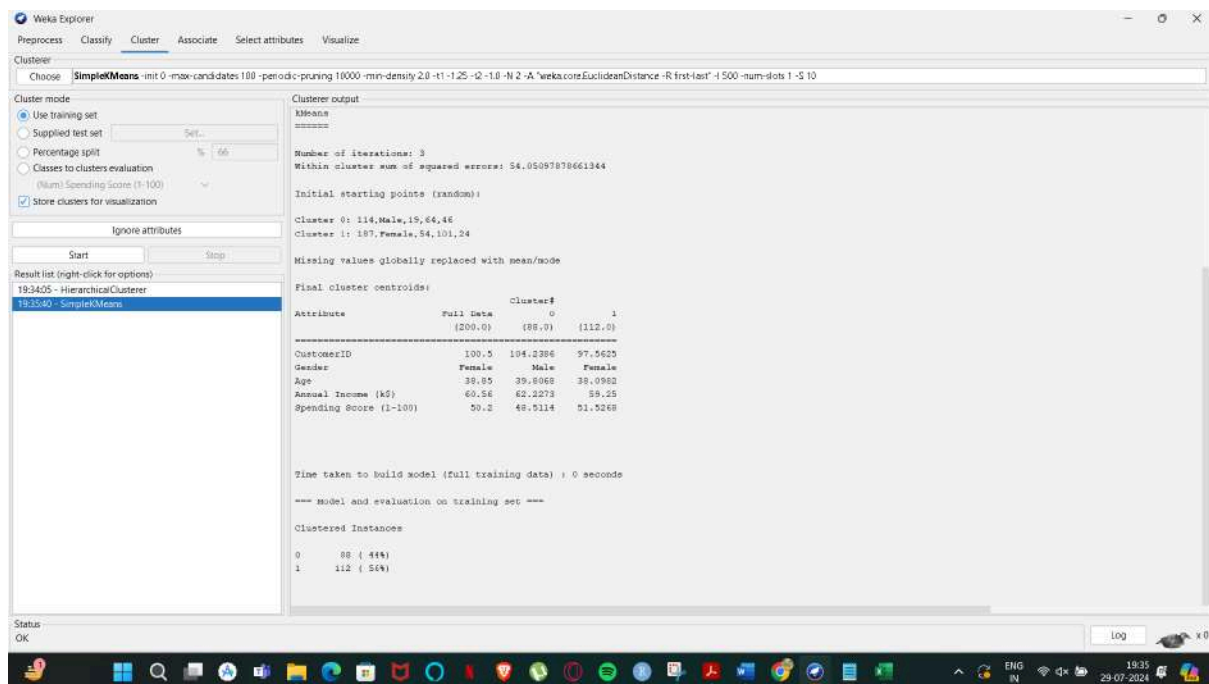 Weka Explorer
Preprocess Classify Cluster Associate Select attributes Visualize
Clusterer
Choose SimpleKMeans -init 0 -max-candidates 100 -periodic-pruning 10000 -min-density 2.0 -t1 -1.25 -t2 -1.0 -N 2 -A "weka.core.EuclideanDistance -R first-last" -I 500 -num-slots 1 -S 10
Cluster mode
Use training set
Supplied test set Set...
Percentage split % 66
Classes to clusters evaluation
(Num) Spending Score (1-100)
Store clusters for visualization
Ignore attributes
Start Stop
Result list (right-click for options)
19:34:05 - HierarchicalClusterer
19:35:40 - SimpleKMeans
Clusterer output
kMeans
======
Number of iterations: 3
Within cluster sum of squared errors: 54.05097878661344
Initial starting points (random):
Cluster 0: 114,Male,19,64,46
Cluster 1: 187,Female,54,101,24
Missing values globally replaced with mean/mode
Final cluster centroids:
Cluster#
Attribute Full Data 0 1
(200.0) (88.0) (112.0)
CustomerID 100.5 104.2386 97.5625
Gender Female Male Female
Age 38.85 39.8068 38.0982
Annual Income (k$) 60.56 62.2273 59.25
Spending Score (1-100) 50.2 48.5114 51.5268
Time taken to build model (full training data) : 0 seconds
=== Model and evaluation on training set ===
Clustered Instances
0 88 ( 44%)
1 112 ( 56%)
Status
OK
Log x 0
ENG
IN
19:35
29-07-2024